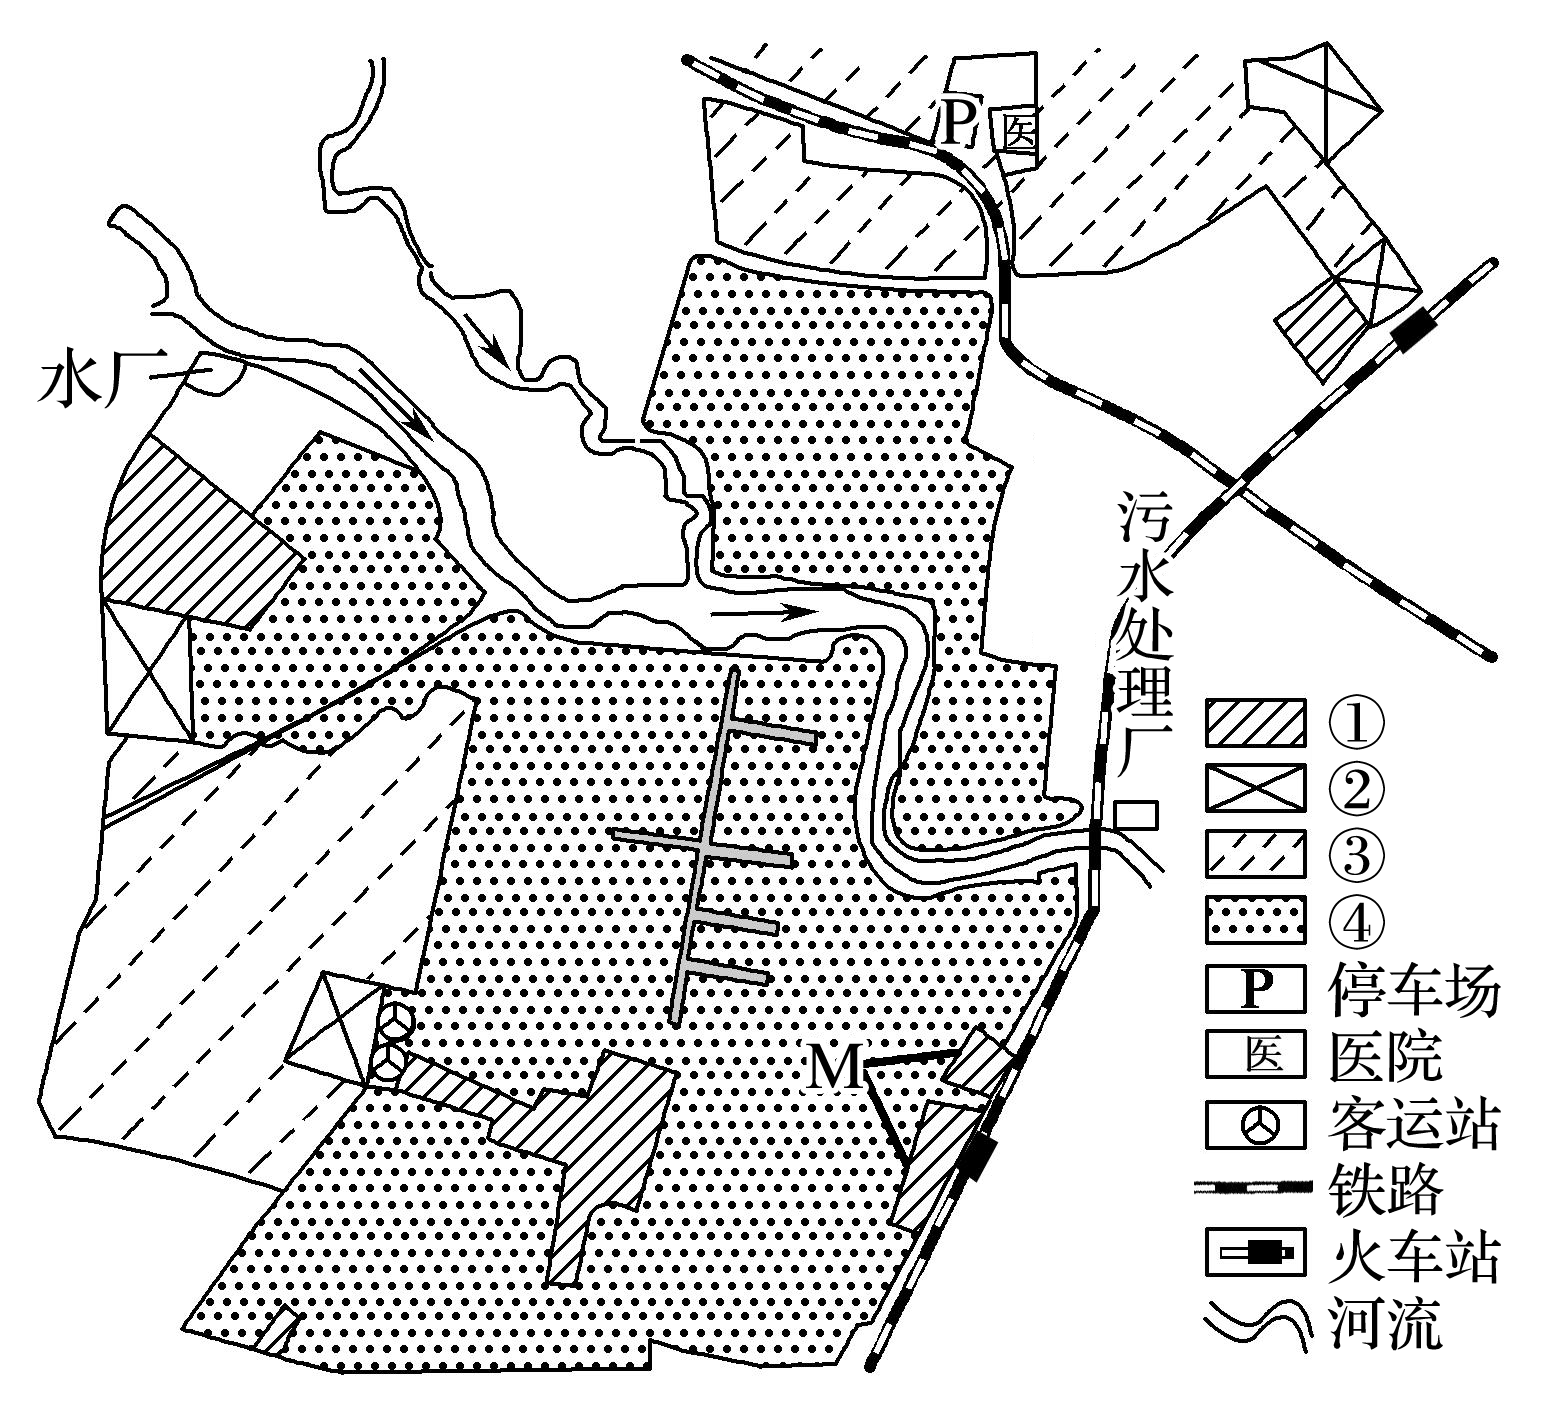 P
医
水厂
污水处理厂
M
①
②
③
④
P 停车场
医 医院
客运站
铁路
火车站
河流